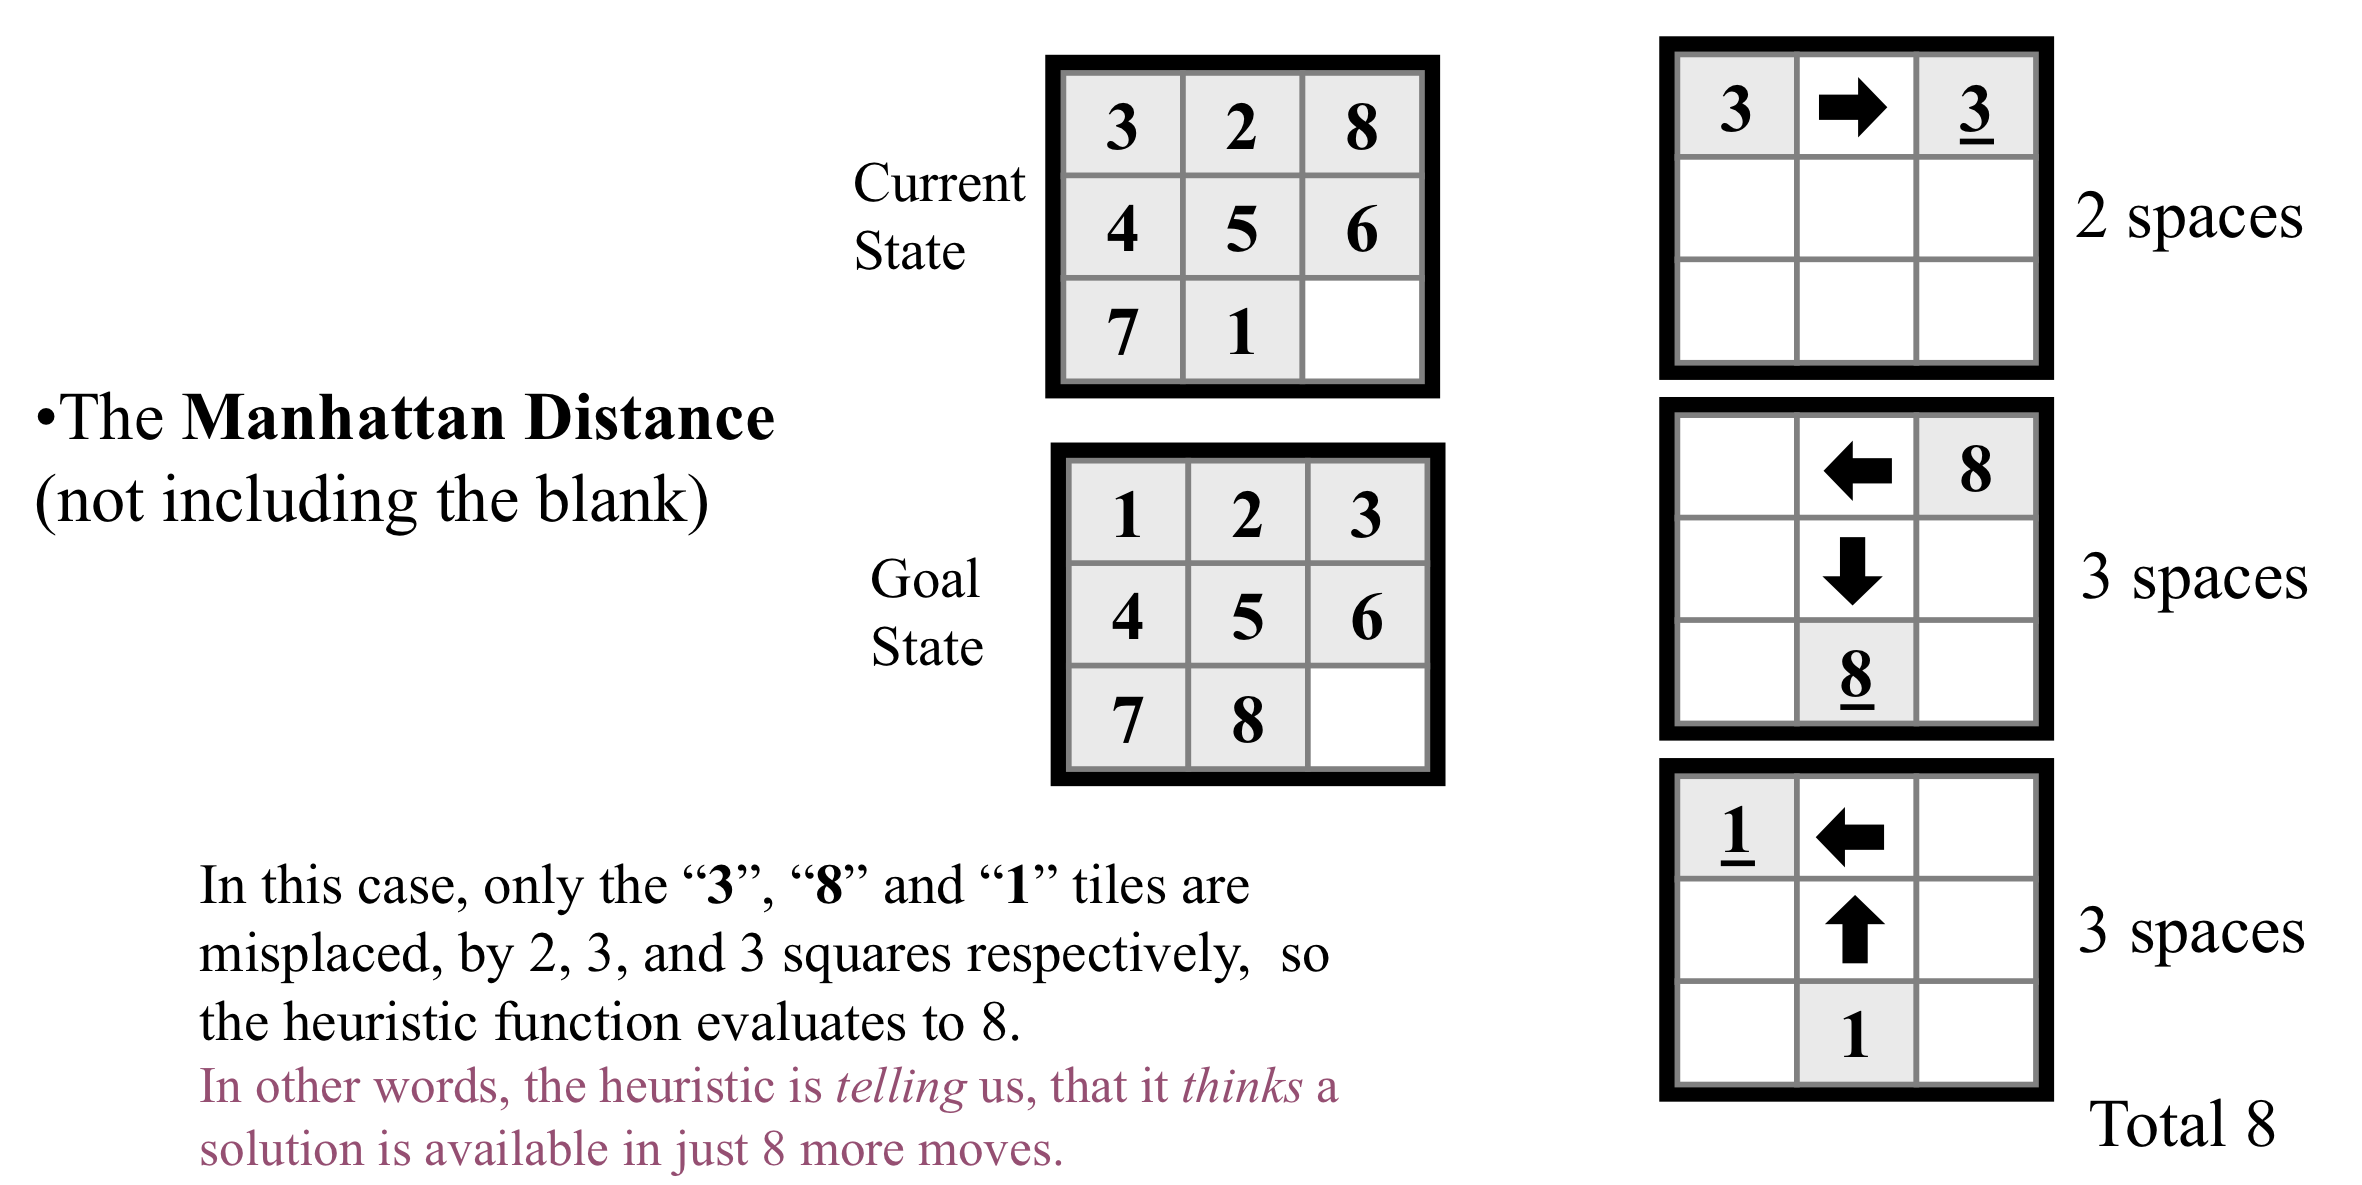 •The Manhattan Distance
(not including the blank)
Current
State
3 2 8
4 5 6
7 1
Goal
State
1 2 3
4 5 6
7 8
3 3
2 spaces
8
8
3 spaces
1
1
3 spaces
Total 8
In this case, only the “3”, “8” and “1” tiles are
misplaced, by 2, 3, and 3 squares respectively,  so
the heuristic function evaluates to 8.
In other words, the heuristic is telling us, that it thinks a
solution is available in just 8 more moves.